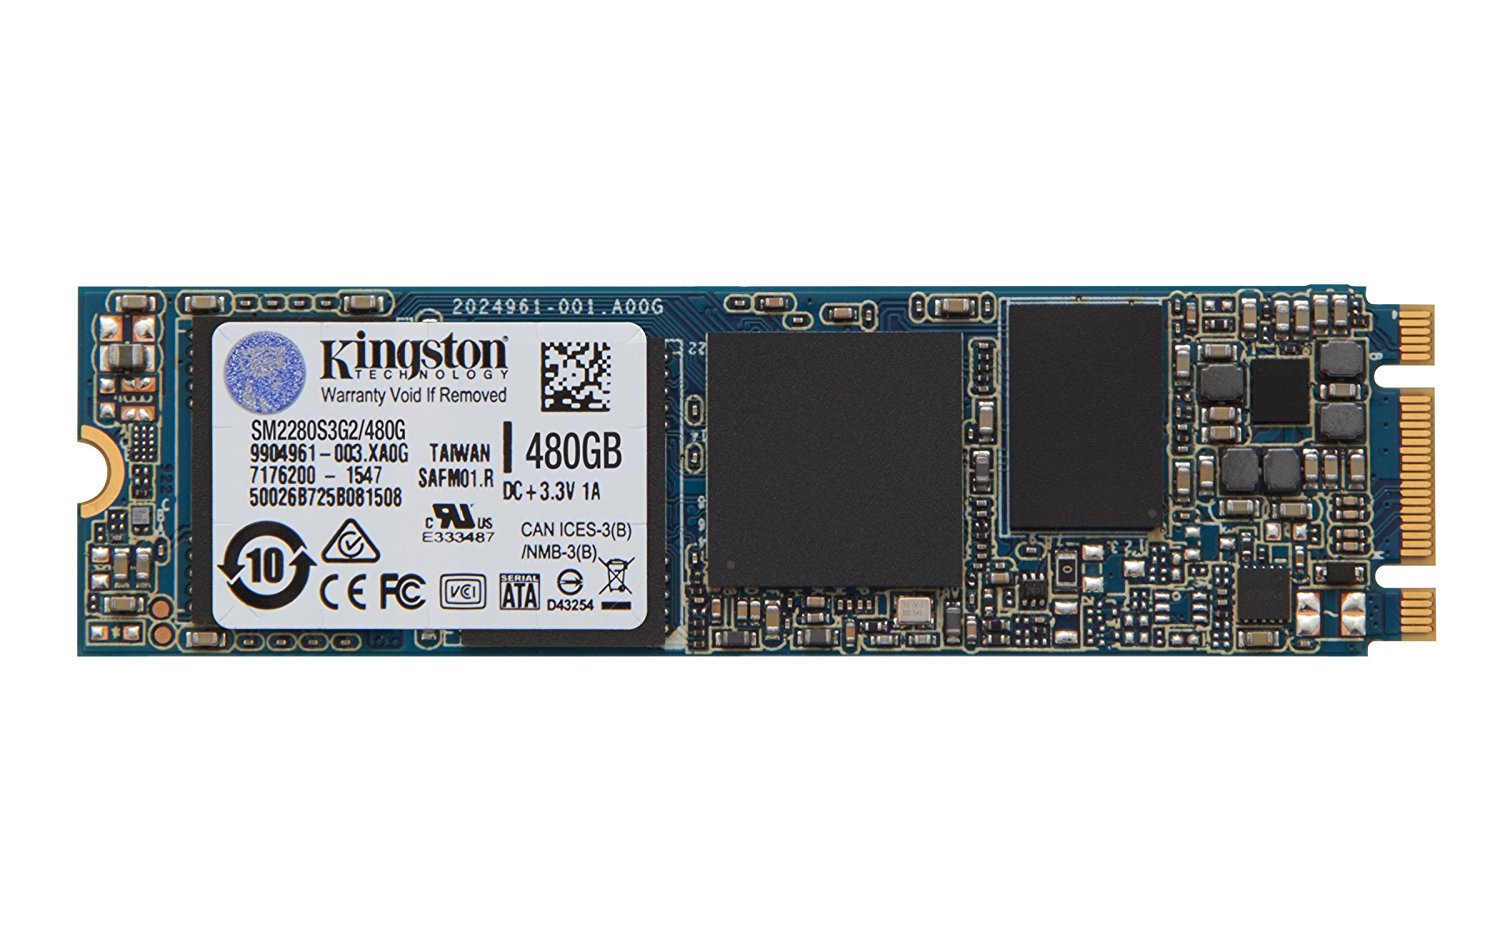 2024961-001.A00G
Kingston
TECHNOLOGY
Warranty Void If Removed
SM2280S3G2/480G
9904961-003.XA0G
7176200 - 1547
50026B725B081508
TAIWAN
SAFM01.R
480GB
DC+3.3V 1A
c RU US
E333487
CAN ICES-3(B)
/NMB-3(B)
10
CE FC
VCI
SERIAL
ATA
D43254
22